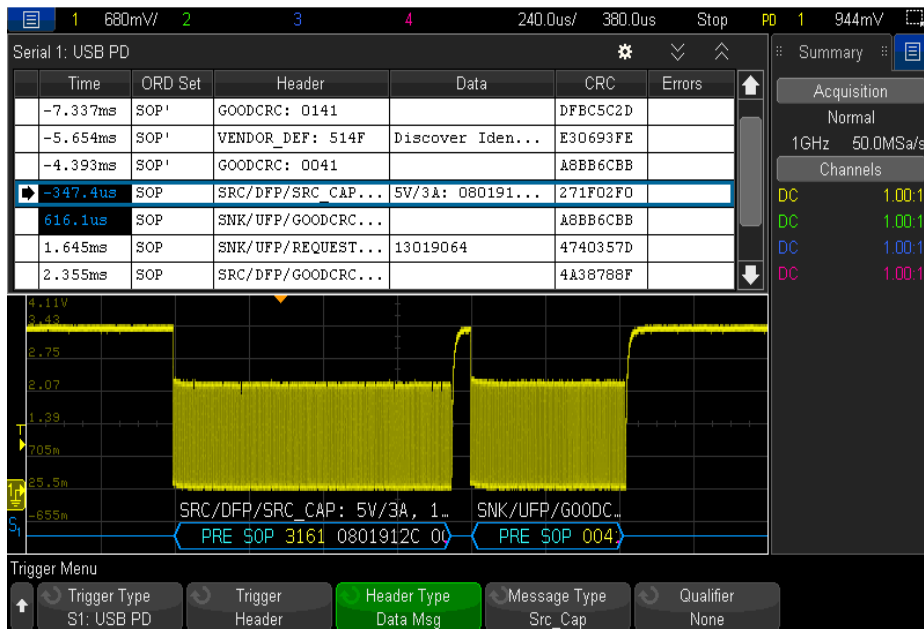 1 680mV/ 2 3 4 240.0us/ 380.0us Stop PD 1 944mV
Serial 1: USB PD
Time ORD Set Header Data CRC Errors
-7.337ms SOP' GOODCRC: 0141 DFBC5C2D
-5.654ms SOP' VENDOR_DEF: 514F Discover Iden... E30693FE
-4.393ms SOP' GOODCRC: 0041 A8BB6CBB
-347.4us SOP SRC/DFP/SRC_CAP... 5V/3A: 080191... 271F02F0
616.1us SOP SNK/UFP/GOODCRC... A8BB6CBB
1.645ms SOP SNK/UFP/REQUEST... 13019064 4740357D
2.355ms SOP SRC/DFP/GOODCRC... 4A38788F
Summary
Acquisition
Normal
1GHz 50.0MSa/s
Channels
DC 1.00:1
DC 1.00:1
DC 1.00:1
DC 1.00:1
4.11V
3.43
2.75
2.07
1.39
T
705m
25.5m
1
-655m
S1
SRC/DFP/SRC_CAP: 5V/3A, 1… SNK/UFP/GOODC…
PRE SOP 3161 0801912C PRE SOP 004
Trigger Menu
Trigger Type
S1: USB PD
Trigger
Header
Header Type
Data Msg
Message Type
Src_Cap
Qualifier
None